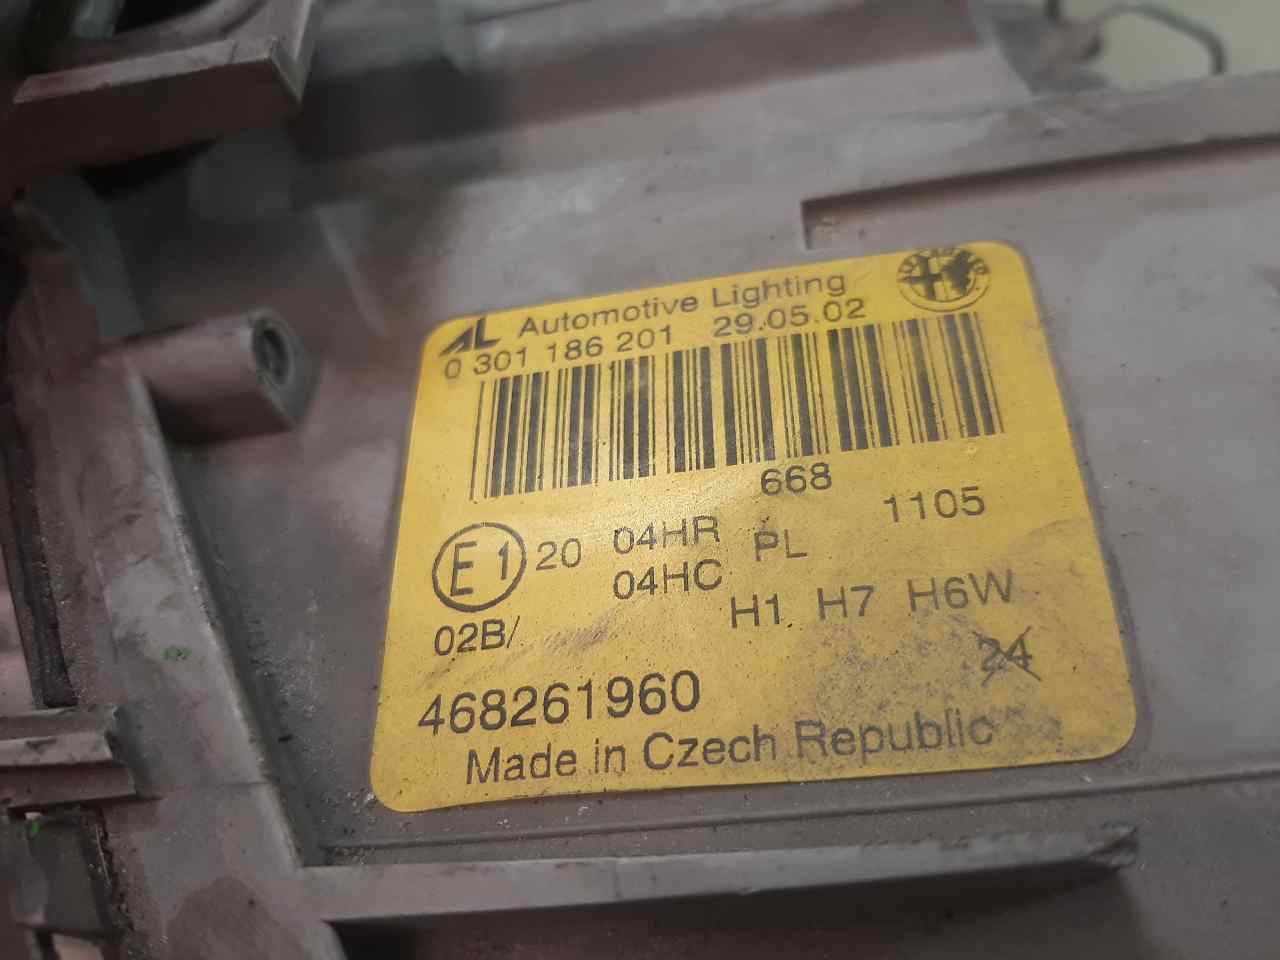 AL Automotive Lighting
0 301 186 201 29.05.02
668
1105
E1 20 04HR PL
04HC
H1 H7 H6W
02B/
24
468261960
Made in Czech Republic